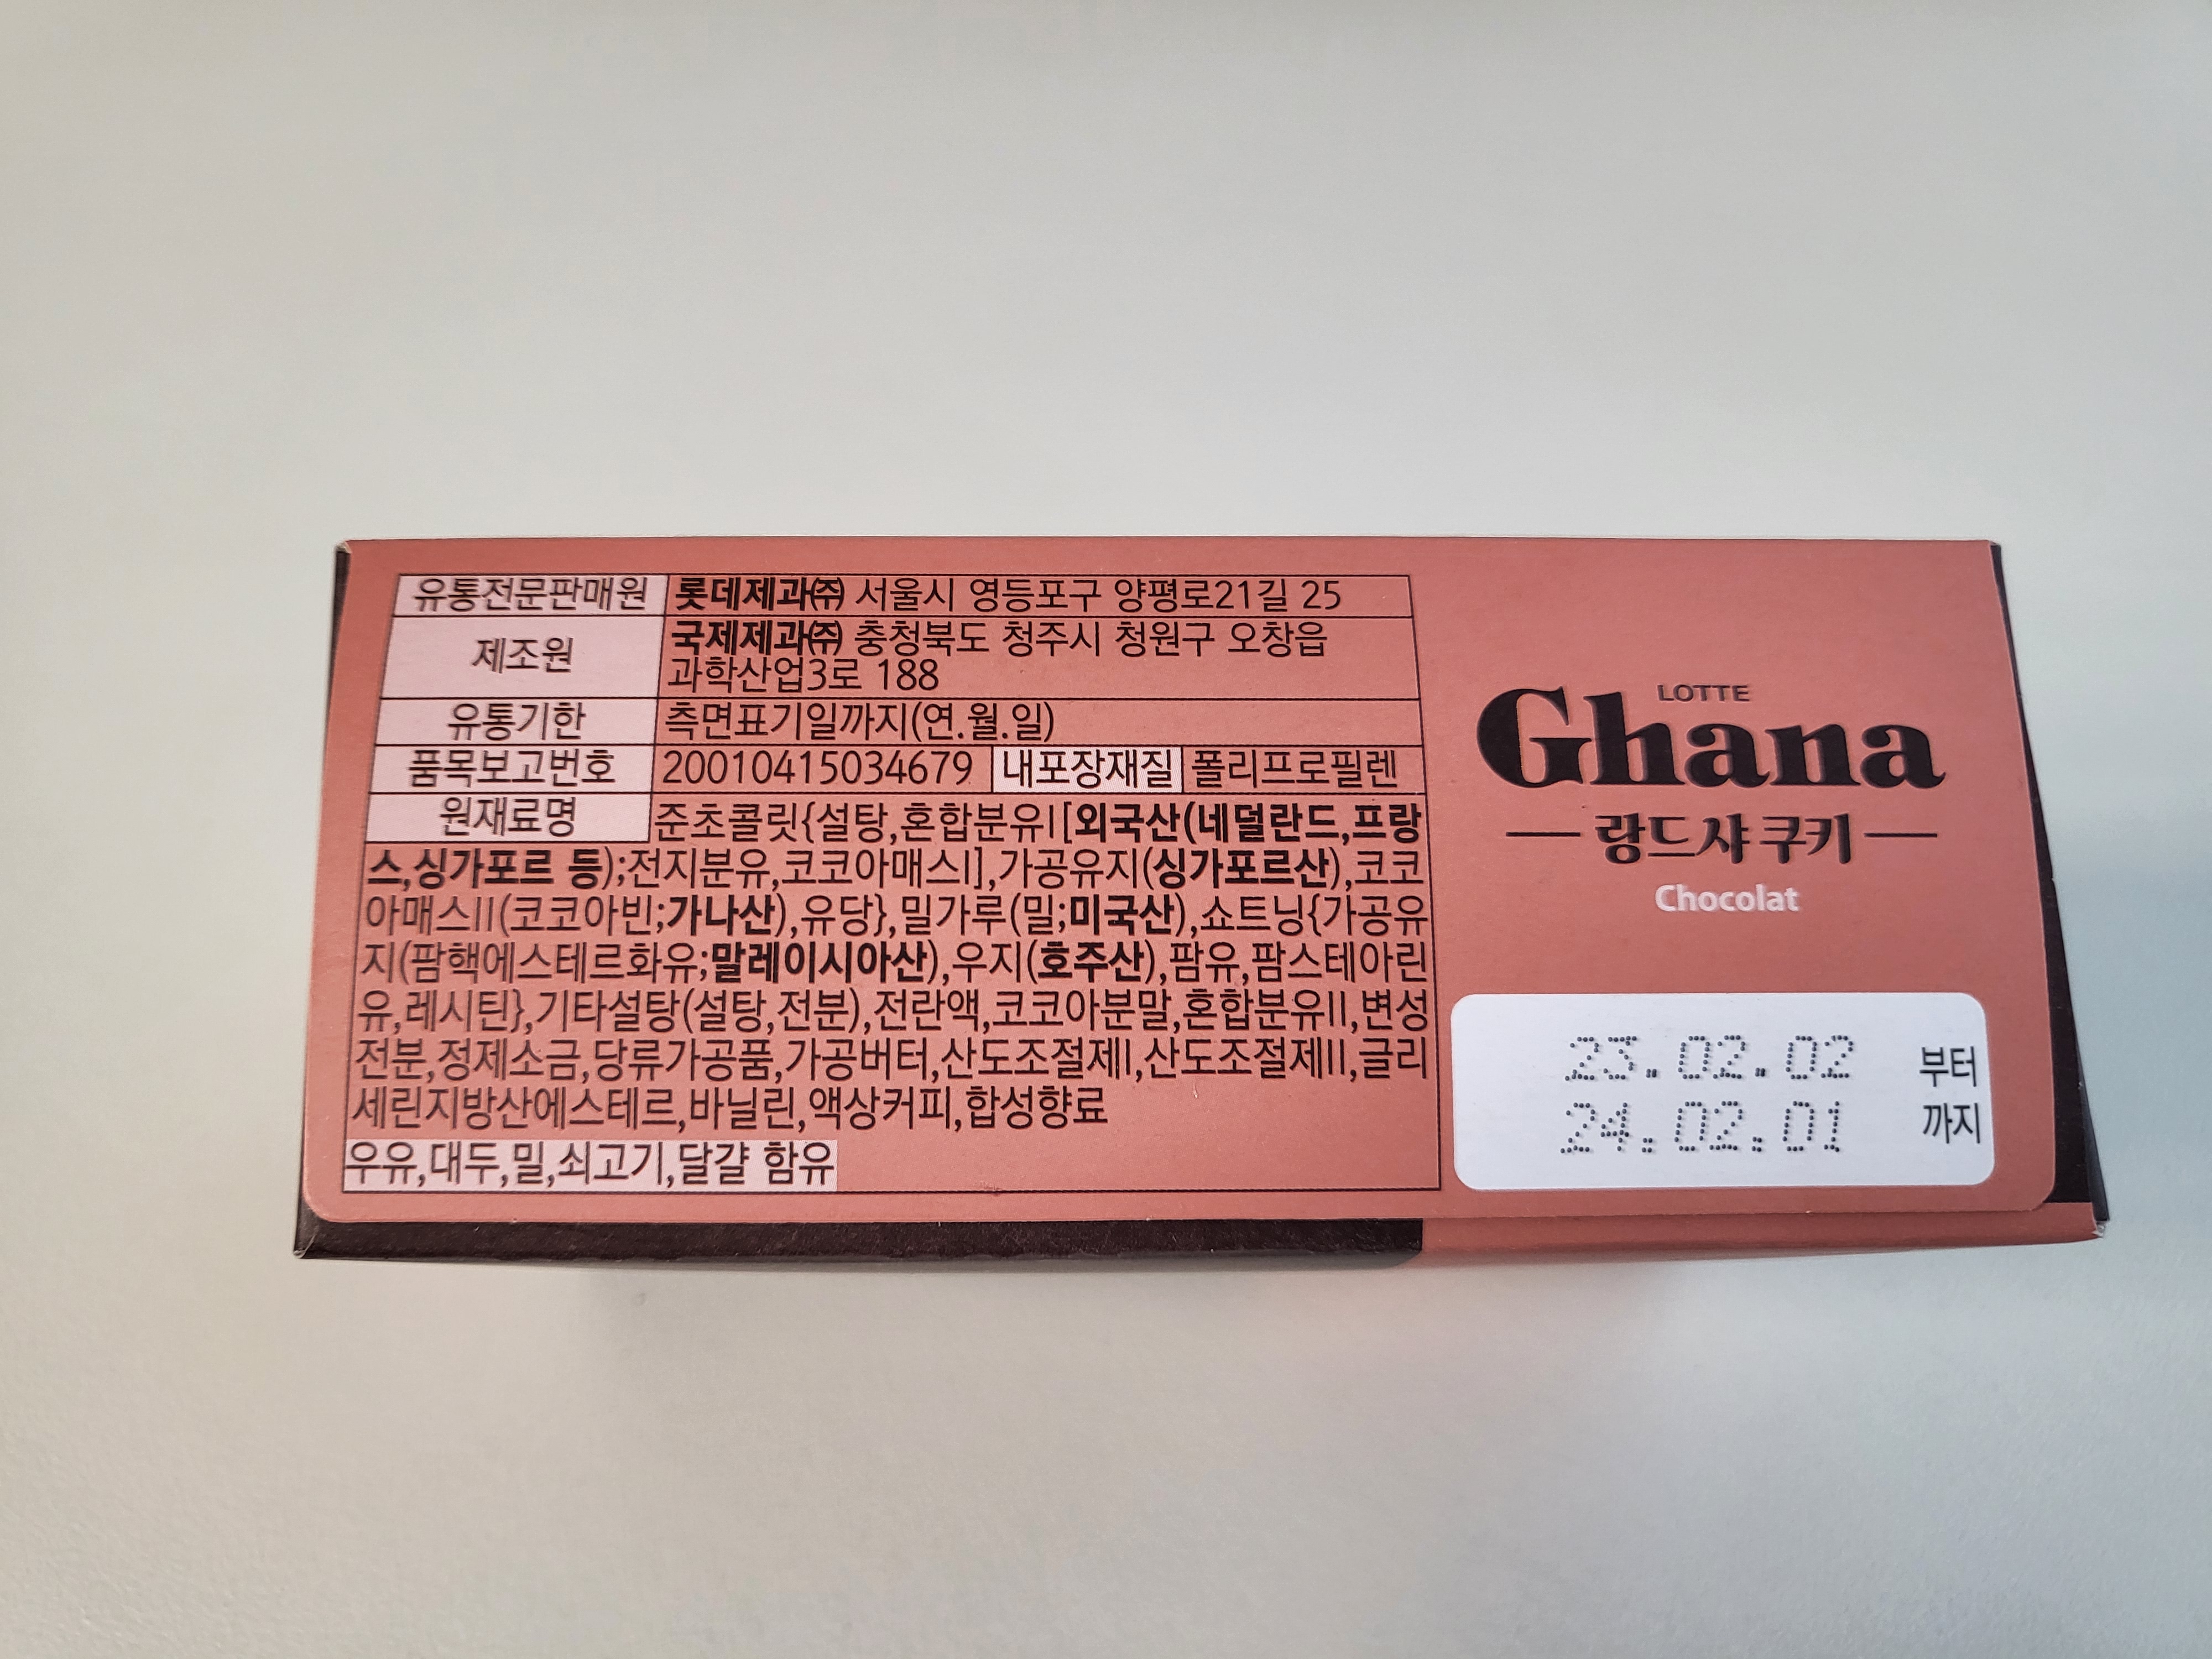 유통전문판매원 롯데제과㈜ 서울시 영등포구 양평로21길 25
제조원 국제제과㈜ 충청북도 청주시 청원구 오창읍
과학산업3로 188
유통기한 측면표기일까지(연.월.일)
품목보고번호 20010415034679 내포장재질 폴리프로필렌
원재료명 준초콜릿{설탕,혼합분유I[외국산(네덜란드,프랑
스,싱가포르 등);전지분유,코코아매스I],가공유지(싱가포르산),코코
아매스II(코코아빈;가나산),유당},밀가루(밀;미국산),쇼트닝{가공유
지(팜핵에스테르화유;말레이시아산),우지(호주산),팜유,팜스테아린
유,레시틴},기타설탕(설탕,전분),전란액,코코아분말,혼합분유II,변성
전분,정제소금,당류가공품,가공버터,산도조절제I,산도조절제II,글리
세린지방산에스테르,바닐린,액상커피,합성향료
우유,대두,밀,쇠고기,달걀 함유
LOTTE
Ghana
랑드샤 쿠키
Chocolat
23.02.02 부터
24.02.01 까지